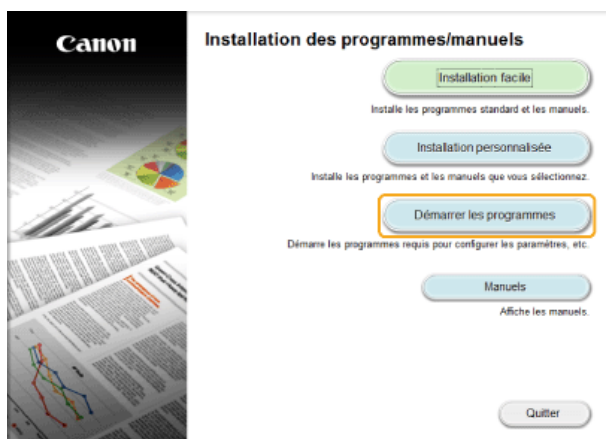 Canon
Installation des programmes/manuels
Installation facile
Installe les programmes standard et les manuels.
Installation personnalisée
Installe les programmes et les manuels que vous sélectionnez.
Démarrer les programmes
Démarre les programmes requis pour configurer les paramètres, etc.
Manuels
Affiche les manuels.
Quitter